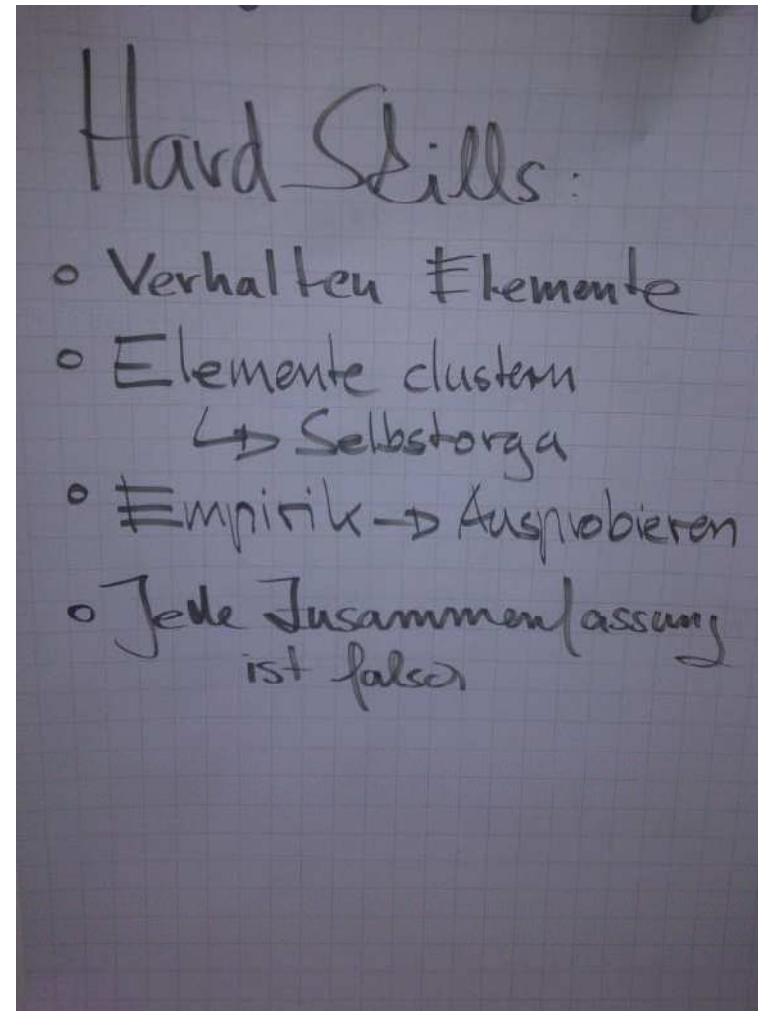 Hard Skills:
o Verhalten Elemente
o Elemente clustern
↳ Selbstorga
o Empirik → Ausprobieren
o Jede Zusammenfassung
ist falsch